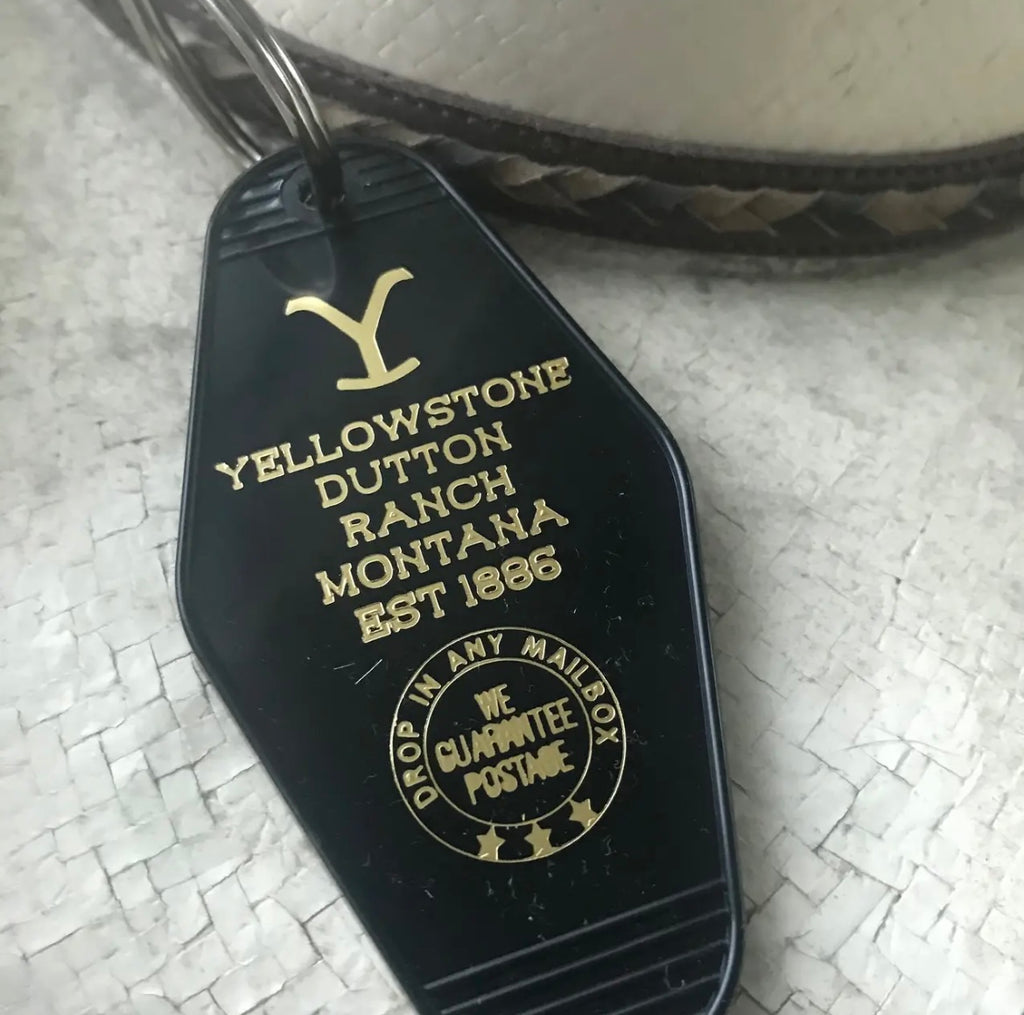 Y
YELLOWSTONE
DUTTON
RANCH
MONTANA
EST 1886
DROP IN ANY MAILBOX
WE
GUARANTEE
POSTAGE